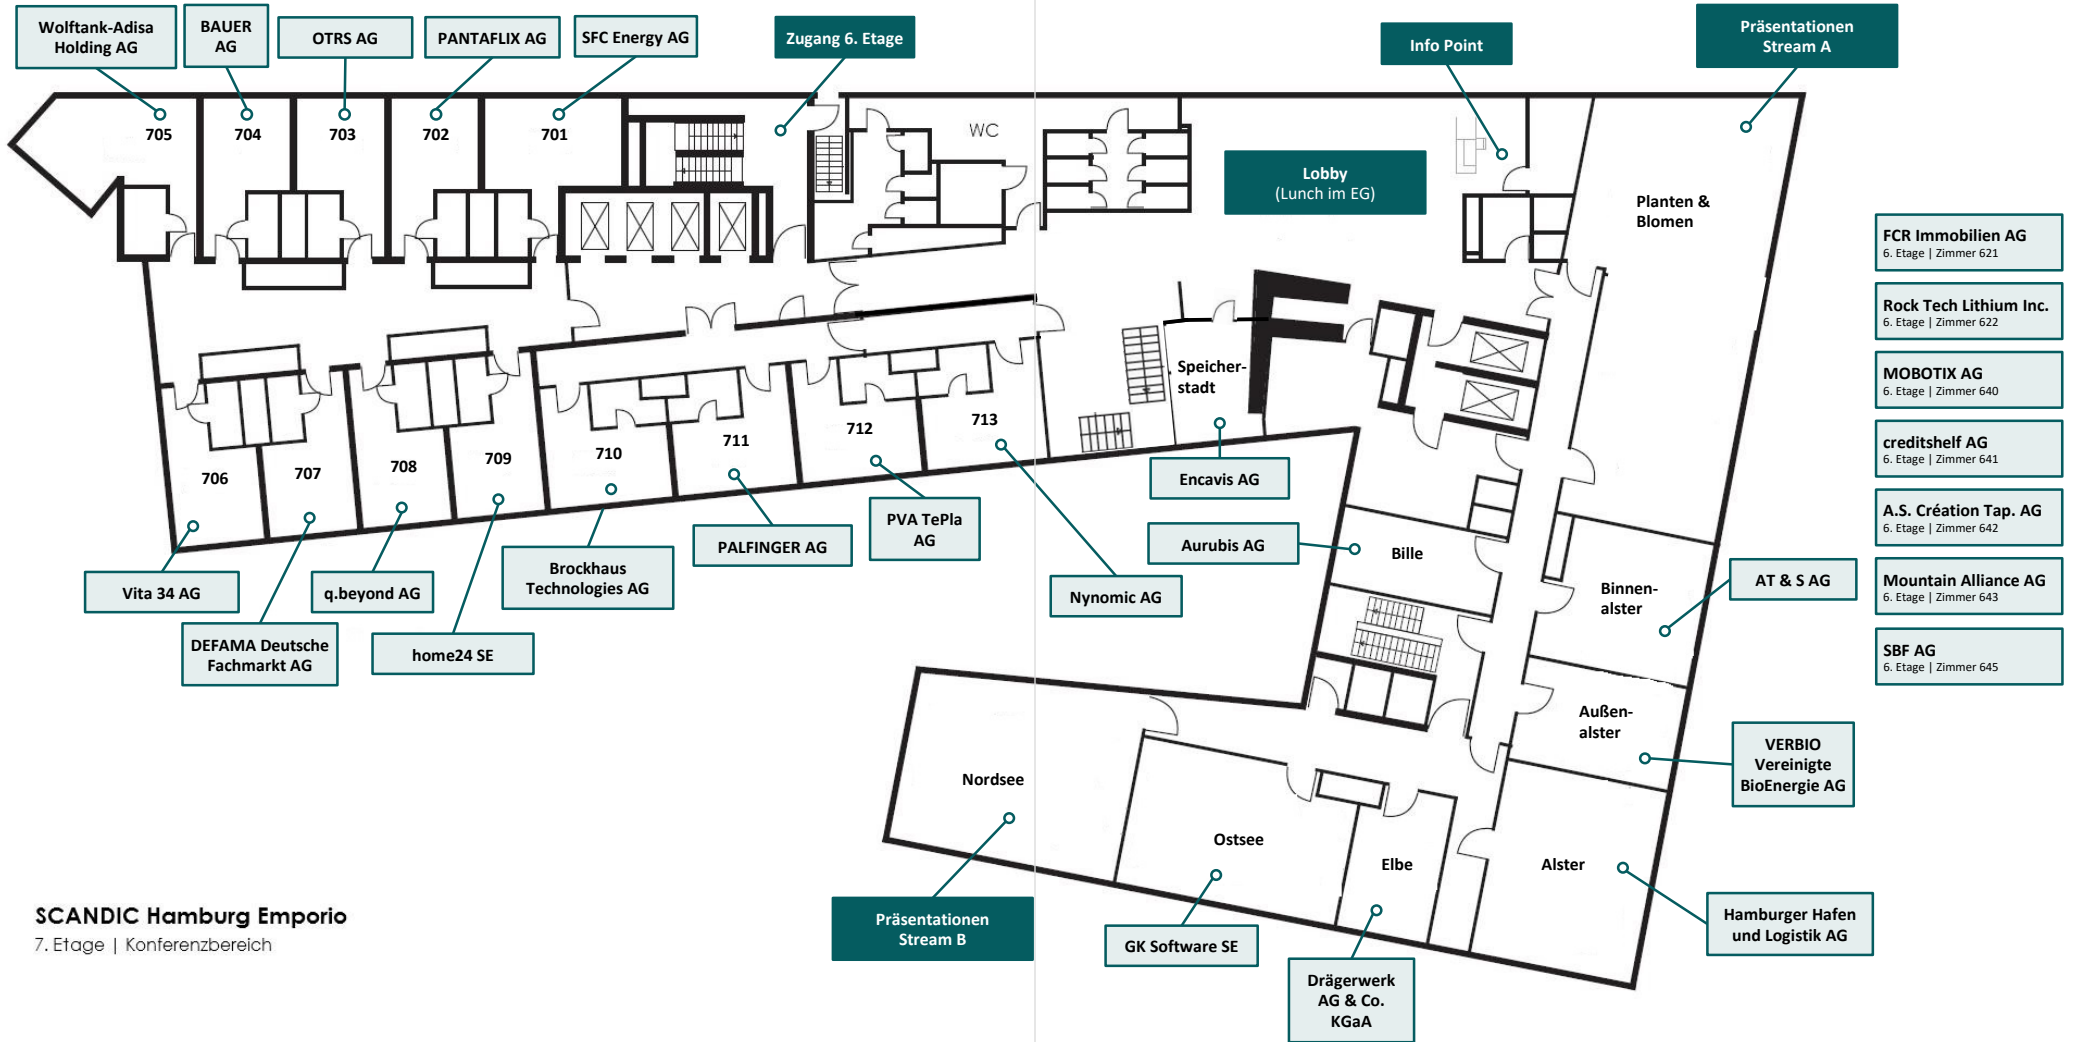 Wolftank-Adisa
Holding AG
BAUER
AG
OTRS AG
PANTAFLIX AG
SFC Energy AG
Zugang 6. Etage
Info Point
Präsentationen
Stream A
705
704
703
702
701
WC
Lobby
(Lunch im EG)
Planten &
Blomen
FCR Immobilien AG
6. Etage | Zimmer 621
Rock Tech Lithium Inc.
6. Etage | Zimmer 622
MOBOTIX AG
6. Etage | Zimmer 640
creditshelf AG
6. Etage | Zimmer 641
A.S. Création Tap. AG
6. Etage | Zimmer 642
Mountain Alliance AG
6. Etage | Zimmer 643
SBF AG
6. Etage | Zimmer 645
Speicher-
stadt
706
707
708
709
710
711
712
713
Encavis AG
PVA TePla
AG
PALFINGER AG
Aurubis AG
Bille
Brockhaus
Technologies AG
Nynomic AG
Vita 34 AG
q.beyond AG
DEFAMA Deutsche
Fachmarkt AG
home24 SE
Binnen-
alster
AT & S AG
Außen-
alster
VERBIO
Vereinigte
BioEnergie AG
Nordsee
Ostsee
Elbe
Alster
Präsentationen
Stream B
GK Software SE
Drägerwerk
AG & Co.
KGaA
Hamburger Hafen
und Logistik AG
SCANDIC Hamburg Emporio
7. Etage | Konferenzbereich